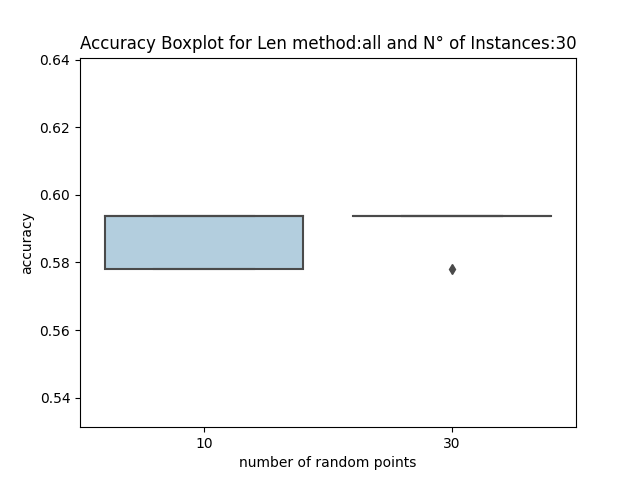 Accuracy Boxplot for Len method:all and N° of Instances:30
0.64
0.62
0.60
0.58
0.56
0.54
accuracy
10
30
number of random points